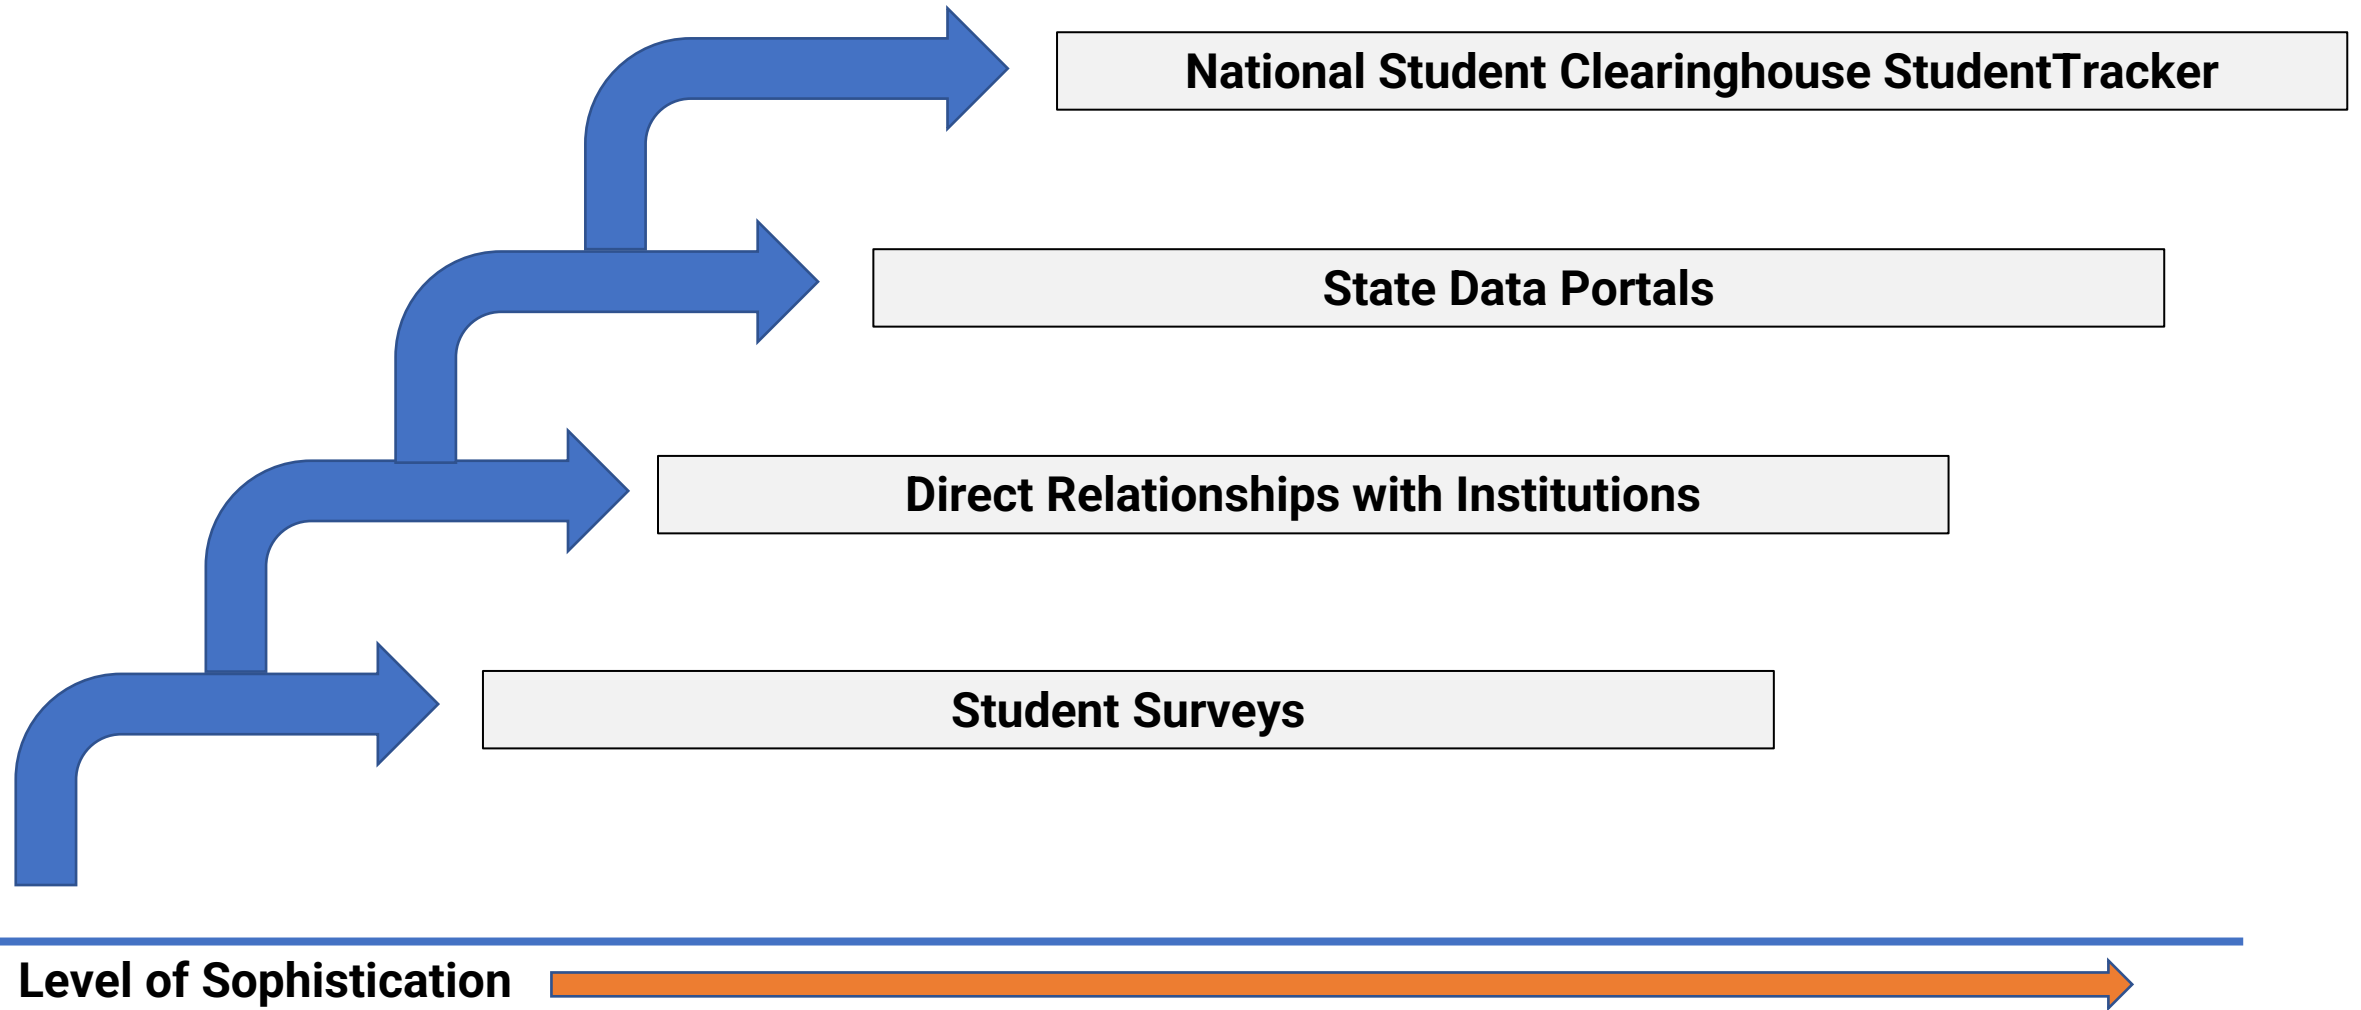 National Student Clearinghouse StudentTracker
State Data Portals
Direct Relationships with Institutions
Student Surveys
Level of Sophistication